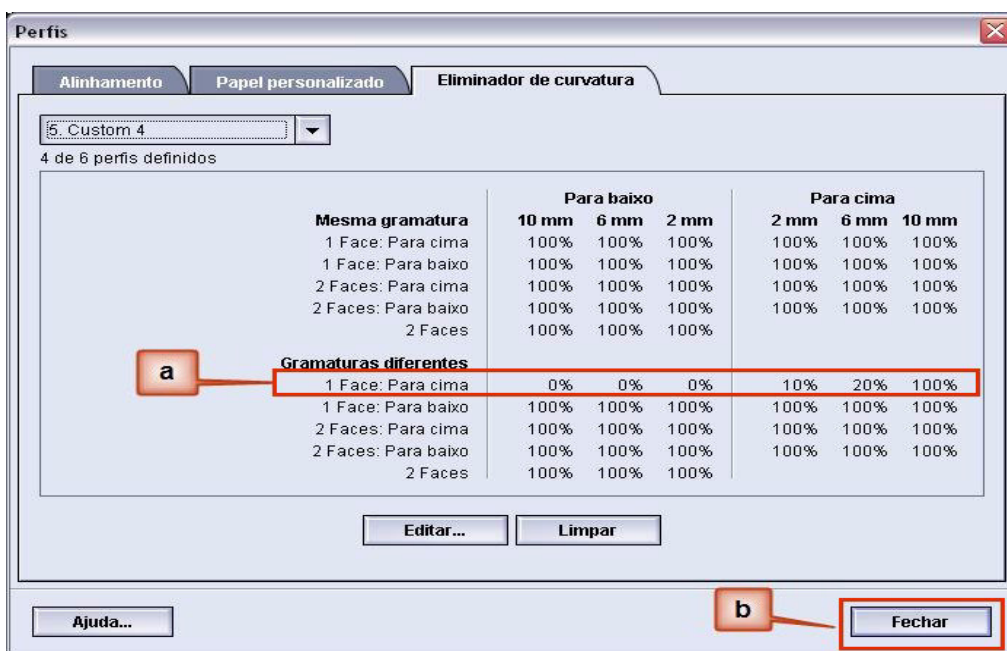 Perfis
Alinhamento Papel personalizado Eliminador de curvatura
5. Custom 4
4 de 6 perfis definidos
Para baixo Para cima
Mesma gramatura 10 mm 6 mm 2 mm 2 mm 6 mm 10 mm
1 Face: Para cima 100% 100% 100% 100% 100% 100%
1 Face: Para baixo 100% 100% 100% 100% 100% 100%
2 Faces: Para cima 100% 100% 100% 100% 100% 100%
2 Faces: Para baixo 100% 100% 100% 100% 100% 100%
2 Faces 100% 100% 100%
Gramaturas diferentes
a
1 Face: Para cima 0% 0% 0% 10% 20% 100%
1 Face: Para baixo 100% 100% 100% 100% 100% 100%
2 Faces: Para cima 100% 100% 100% 100% 100% 100%
2 Faces: Para baixo 100% 100% 100% 100% 100% 100%
2 Faces 100% 100% 100%
Editar... Limpar
b
Ajuda... Fechar